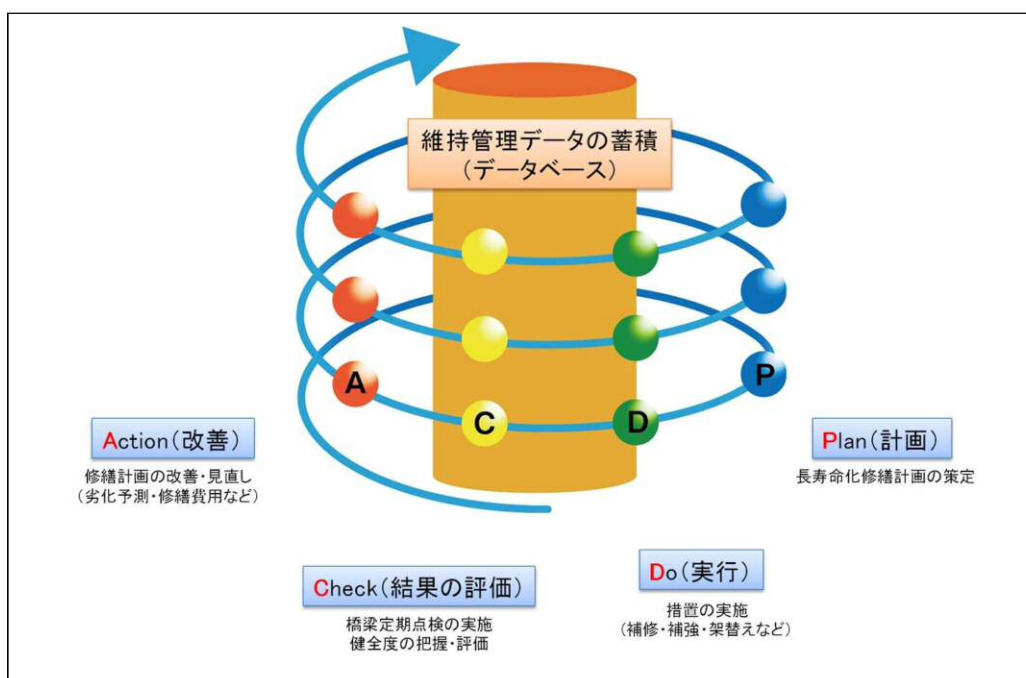 維持管理データの蓄積
(データベース)
A
C
D
P
Action(改善)
修繕計画の改善・見直し
(劣化予測・修繕費用など)
Plan(計画)
長寿命化修繕計画の策定
Check(結果の評価)
橋梁定期点検の実施
健全度の把握・評価
Do(実行)
措置の実施
(補修・補強・架替えなど)